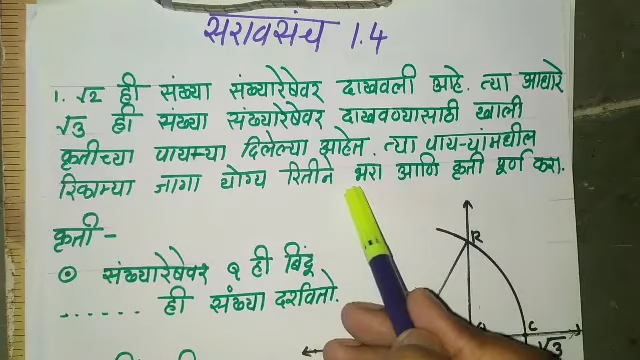 सरावसंच 1.4
1. √2 ही संख्या संख्यारेषेवर दाखवली आहे. त्या आधारे
√3 ही संख्या संख्यारेषेवर दाखवण्यासाठी खाली
कृतीच्या पायऱ्या दिलेल्या आहेत. त्या पायऱ्यांमधील
रिकाम्या जागा योग्य रितीने भरा आणि कृती पूर्ण करा.
कृती -
⊙ संख्यारेषेवर Q ही बिंदू
...... ही संख्या दर्शवितो.
R
C
√3